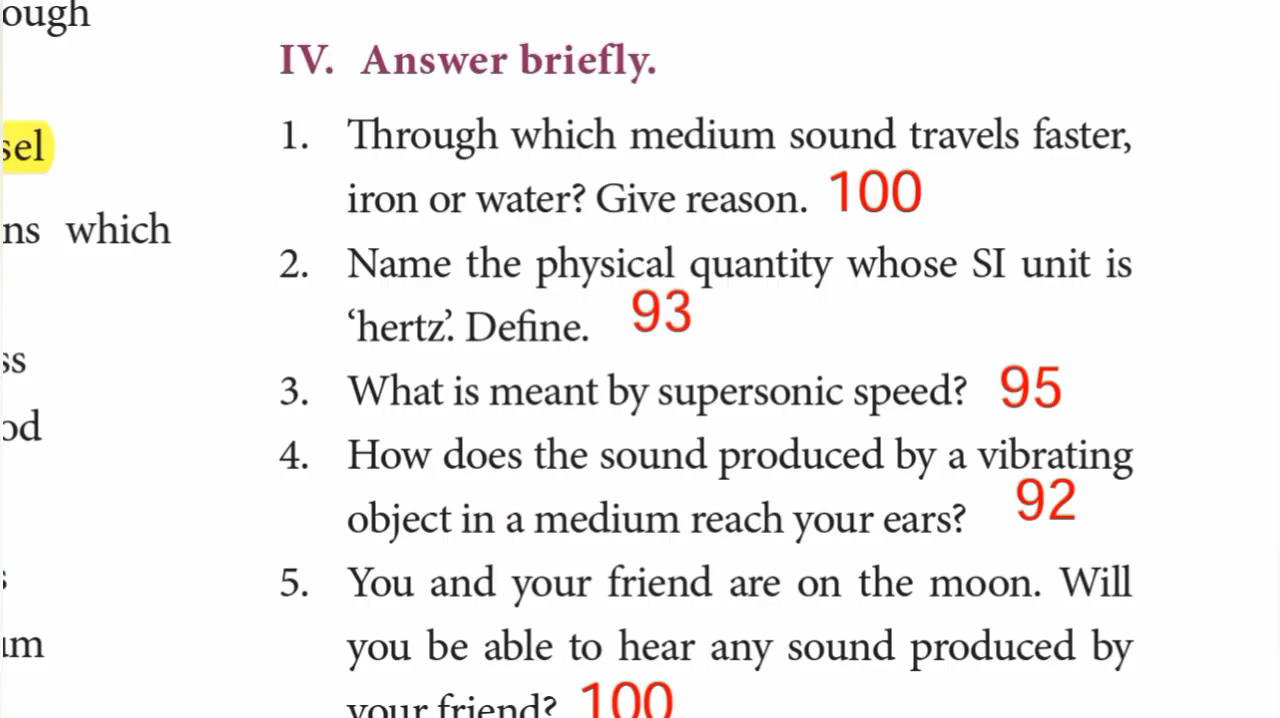 ough
IV. Answer briefly.
1. Through which medium sound travels faster,
sel
iron or water? Give reason. 100
ns which
2. Name the physical quantity whose SI unit is
‘hertz’. Define. 93
ss
3. What is meant by supersonic speed? 95
od
4. How does the sound produced by a vibrating
object in a medium reach your ears? 92
5. You and your friend are on the moon. Will
um
you be able to hear any sound produced by
your friend? 100